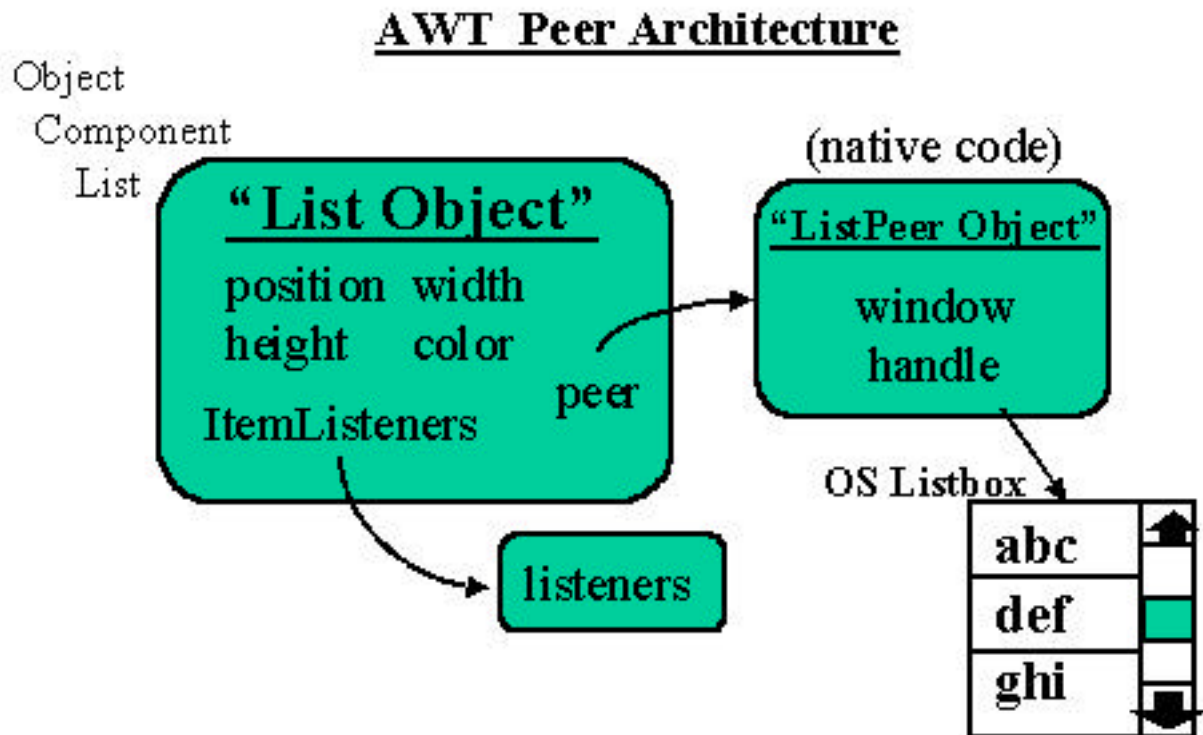 AWT Peer Architecture
Object
Component
List
“List Object”
position width
height color
peer
ItemListeners
(native code)
“ListPeer Object”
window
handle
listeners
OS Listbox
abc
def
ghi